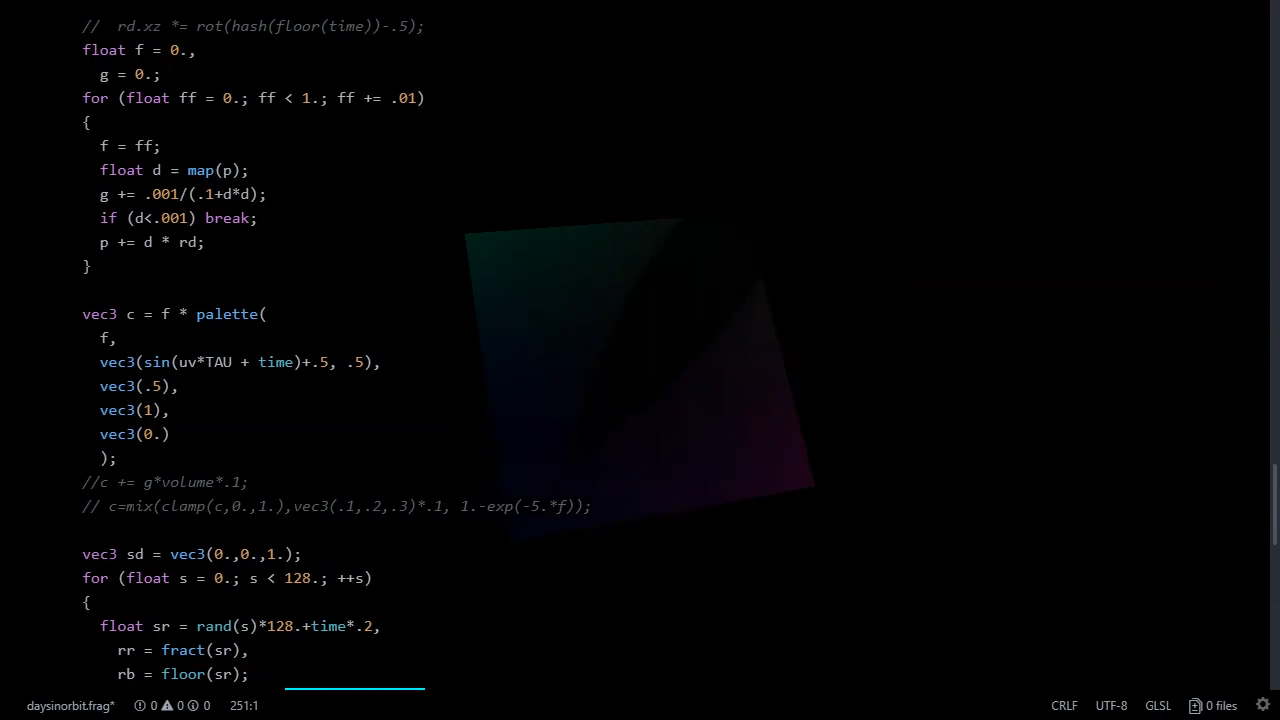 //  rd.xz *= rot(hash(floor(time))-.5);
float f = 0.,
  g = 0.;
for (float ff = 0.; ff < 1.; ff += .01)
{
  f = ff;
  float d = map(p);
  g += .001/(.1+d*d);
  if (d<.001) break;
  p += d * rd;
}
vec3 c = f * palette(
  f,
  vec3(sin(uv*TAU + time)+.5, .5),
  vec3(.5),
  vec3(1),
  vec3(0.)
  );
//c += g*volume*.1;
// c=mix(clamp(c,0.,1.),vec3(.1,.2,.3)*.1, 1.-exp(-5.*f));
vec3 sd = vec3(0.,0.,1.);
for (float s = 0.; s < 128.; ++s)
{
  float sr = rand(s)*128.+time*.2,
    rr = fract(sr),
    rb = floor(sr);
daysinorbit.frag* 0 0 0 251:1 CRLF UTF-8 GLSL 0 files